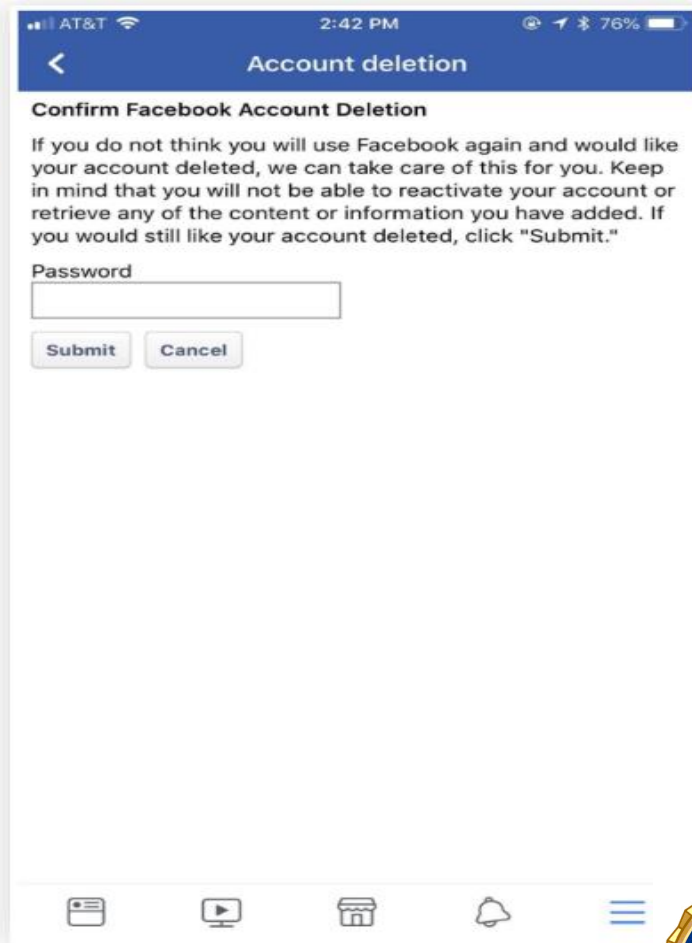 AT&T 2:42 PM 76%
Account deletion
Confirm Facebook Account Deletion
If you do not think you will use Facebook again and would like
your account deleted, we can take care of this for you. Keep
in mind that you will not be able to reactivate your account or
retrieve any of the content or information you have added. If
you would still like your account deleted, click "Submit."
Password
Submit Cancel